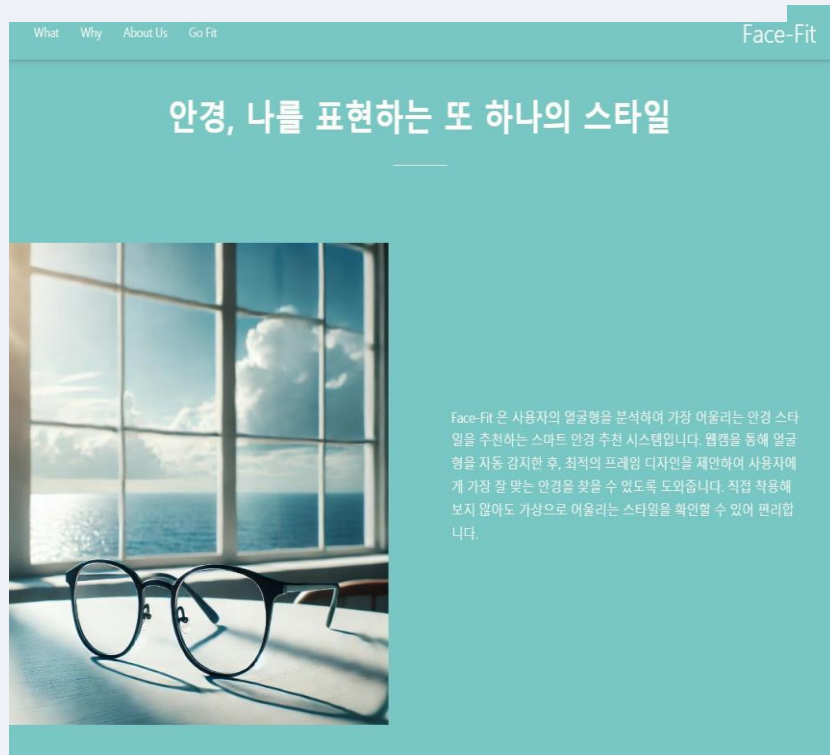 What Why About Us Go Fit Face-Fit
안경, 나를 표현하는 또 하나의 스타일
Face-Fit 은 사용자의 얼굴형을 분석하여 가장 어울리는 안경 스타
일을 추천하는 스마트 안경 추천 시스템입니다. 웹캠을 통해 얼굴
형을 자동 감지한 후, 최적의 프레임 디자인을 제안하여 사용자에
게 가장 잘 맞는 안경을 찾을 수 있도록 도와줍니다. 직접 착용해
보지 않아도 가상으로 어울리는 스타일을 확인할 수 있어 편리합
니다.